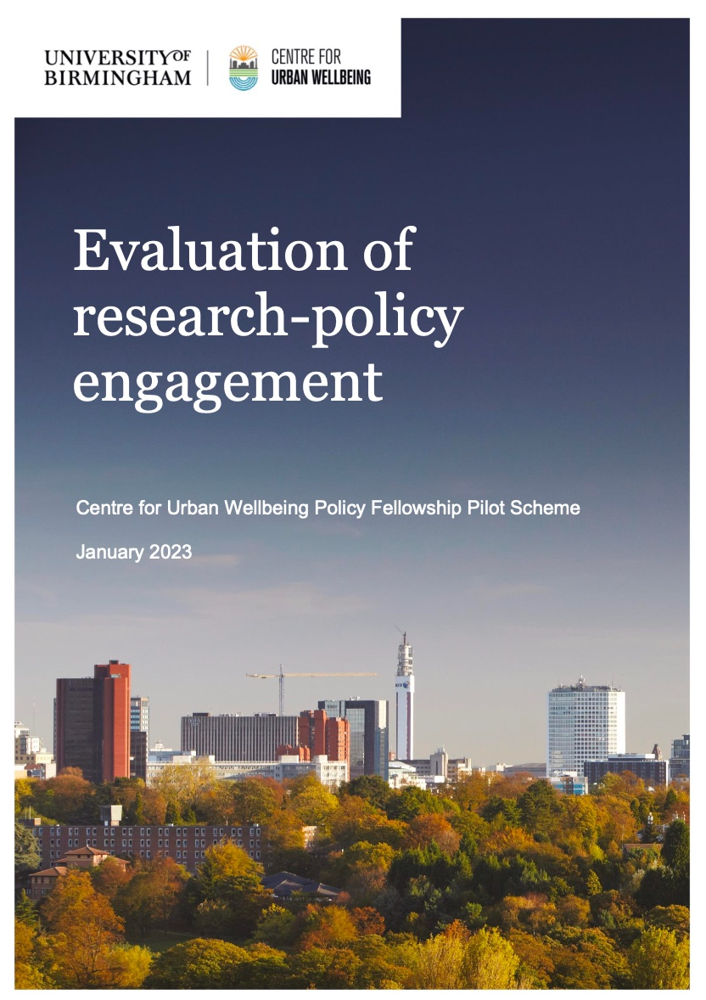 UNIVERSITY OF
BIRMINGHAM
CENTRE FOR
URBAN WELLBEING
Evaluation of
research-policy
engagement
Centre for Urban Wellbeing Policy Fellowship Pilot Scheme
January 2023
BT